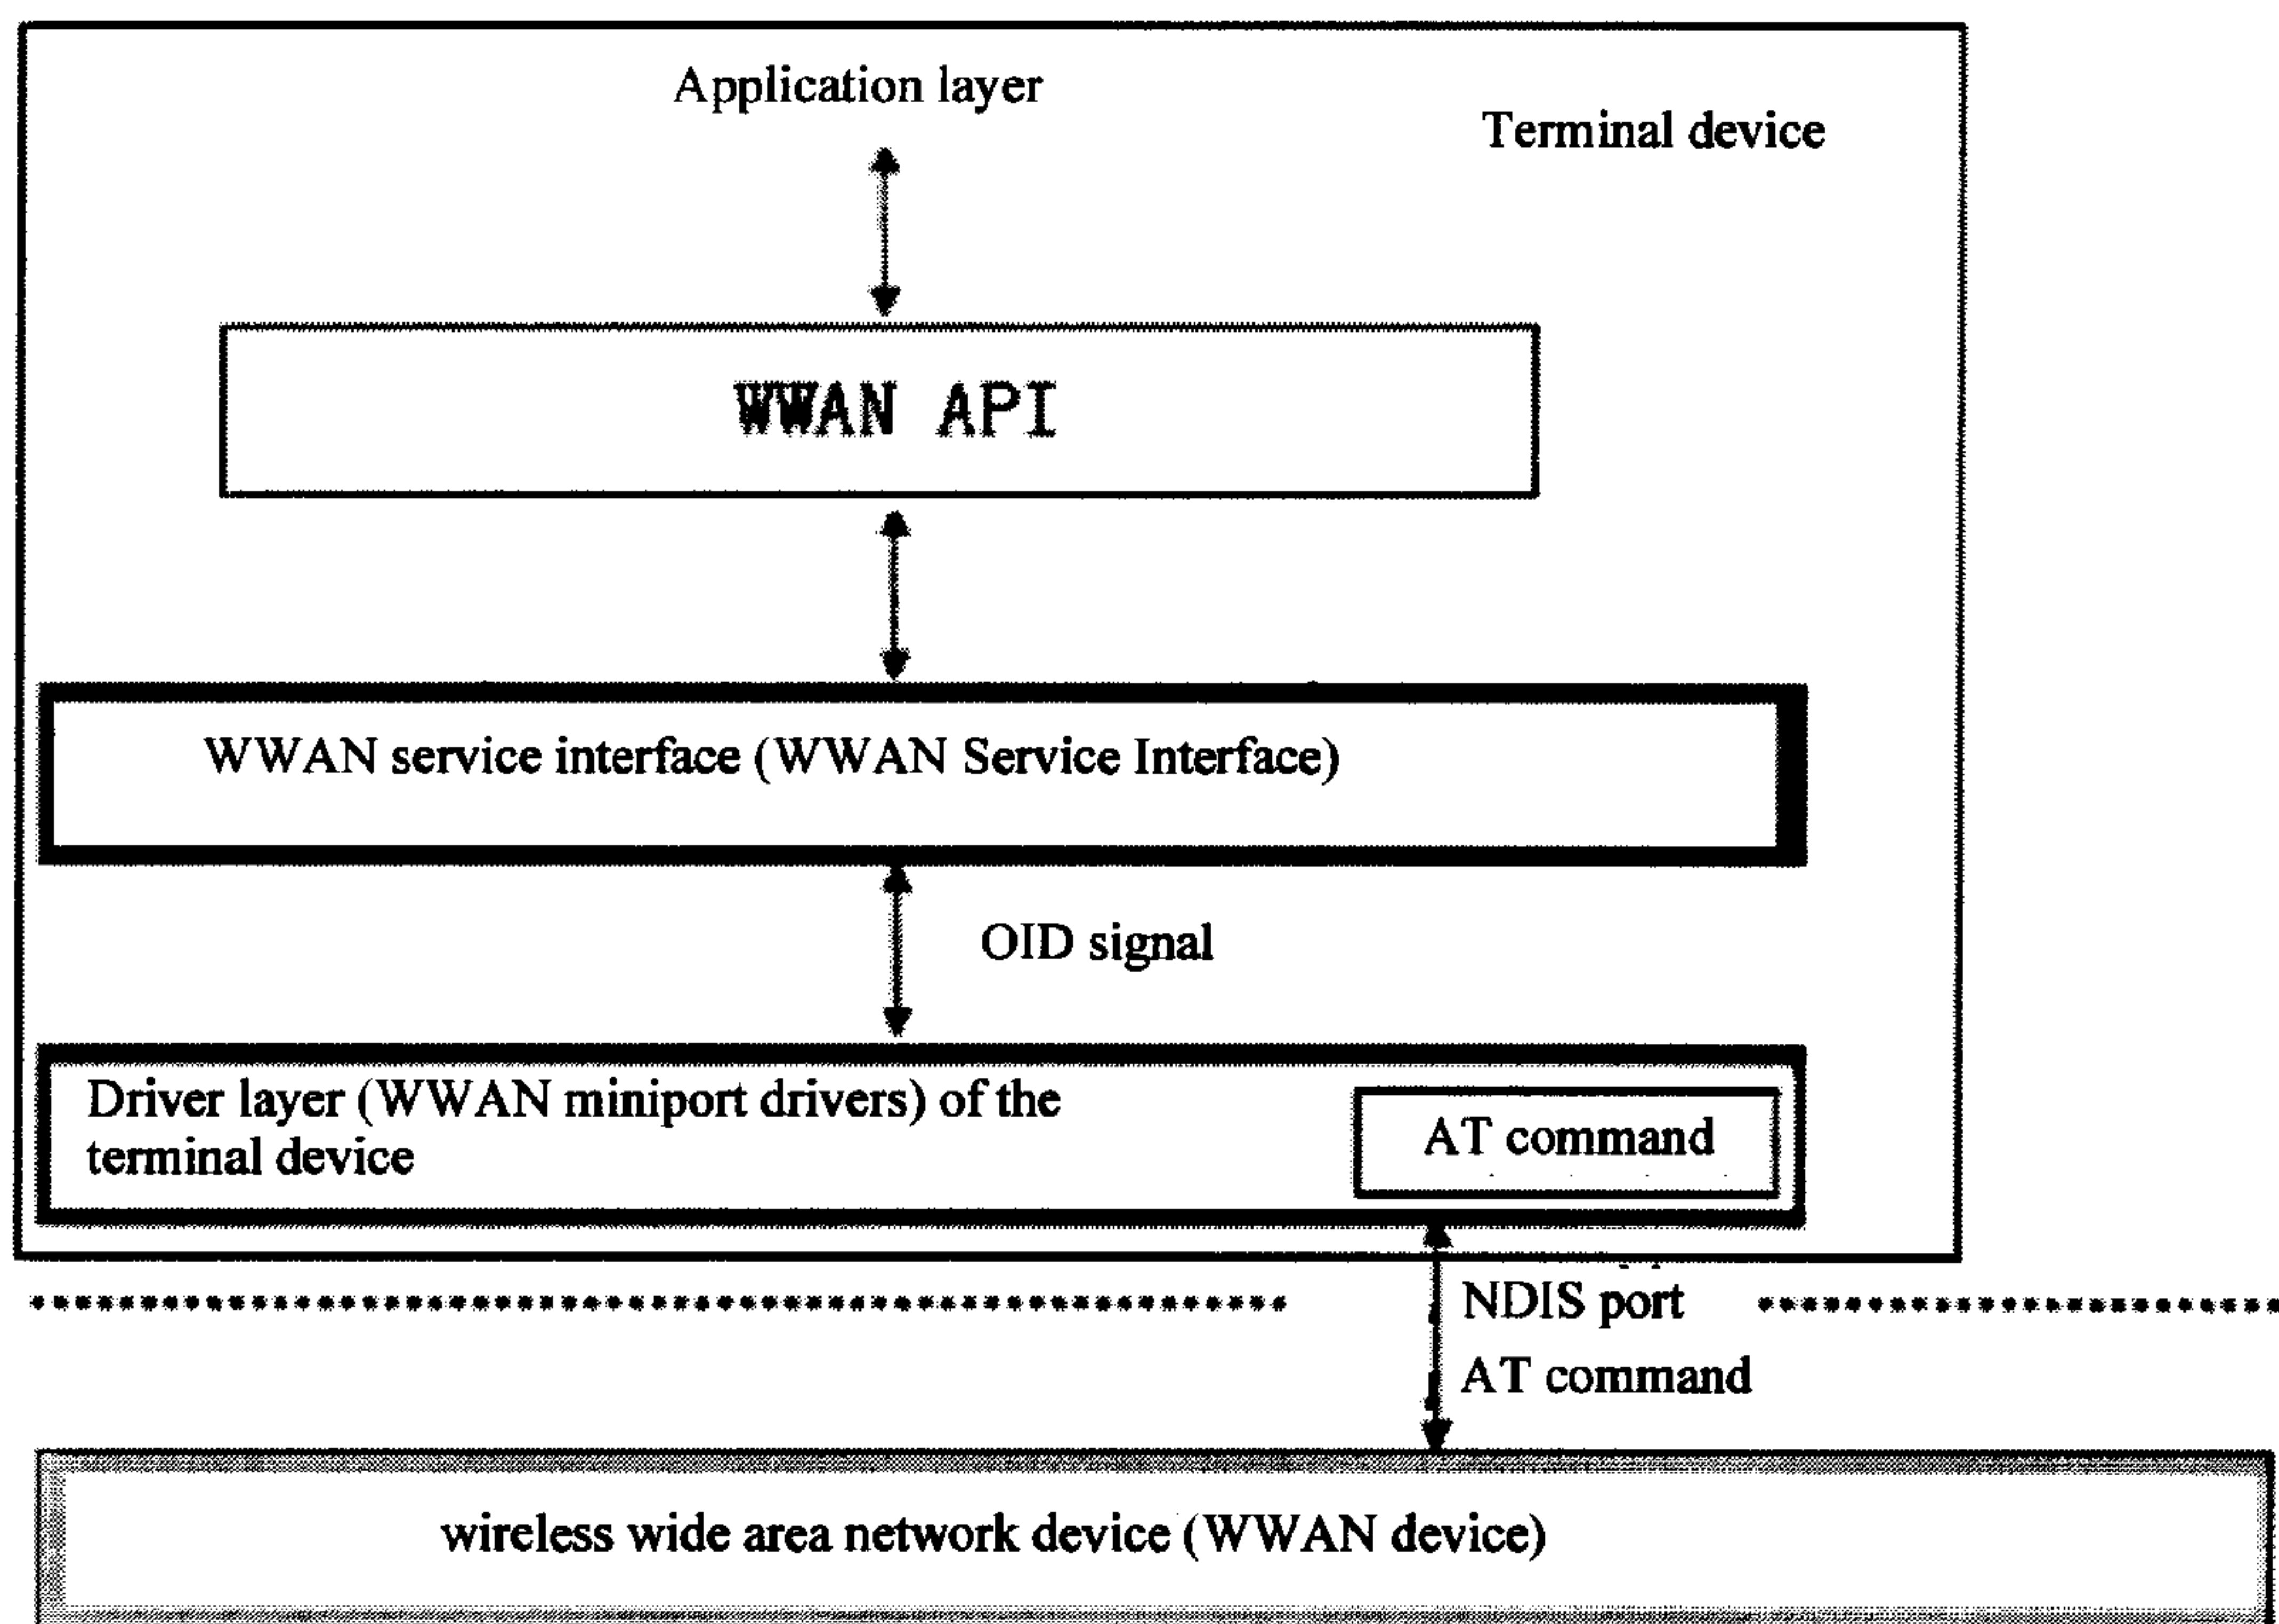 Application layer
Terminal device
WWAN API
WWAN service interface (WWAN Service Interface)
OID signal
Driver layer (WWAN miniport drivers) of the
terminal device
AT command
NDIS port
AT command
wireless wide area network device (WWAN device)